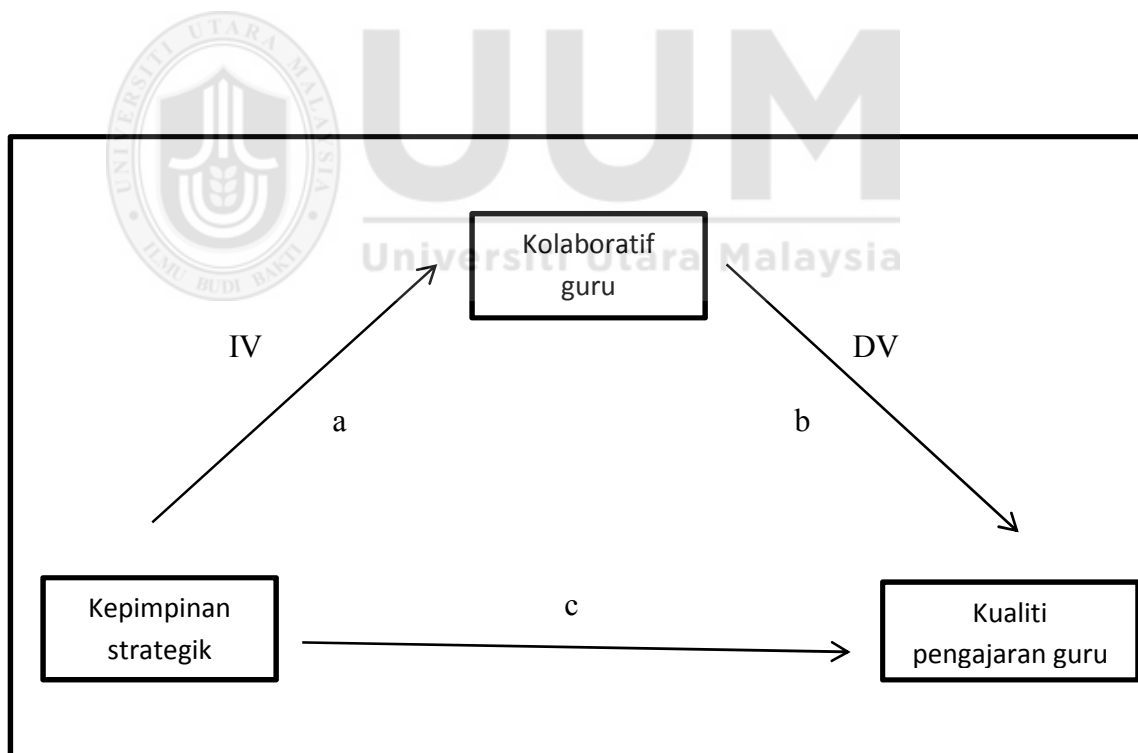 UNIVERSITI UTARA MALAYSIA
ILMU BUDI BAKTI
UUM
Universiti Utara Malaysia
Kolaboratif
guru
IV
DV
a
b
Kepimpinan
strategik
c
Kualiti
pengajaran guru